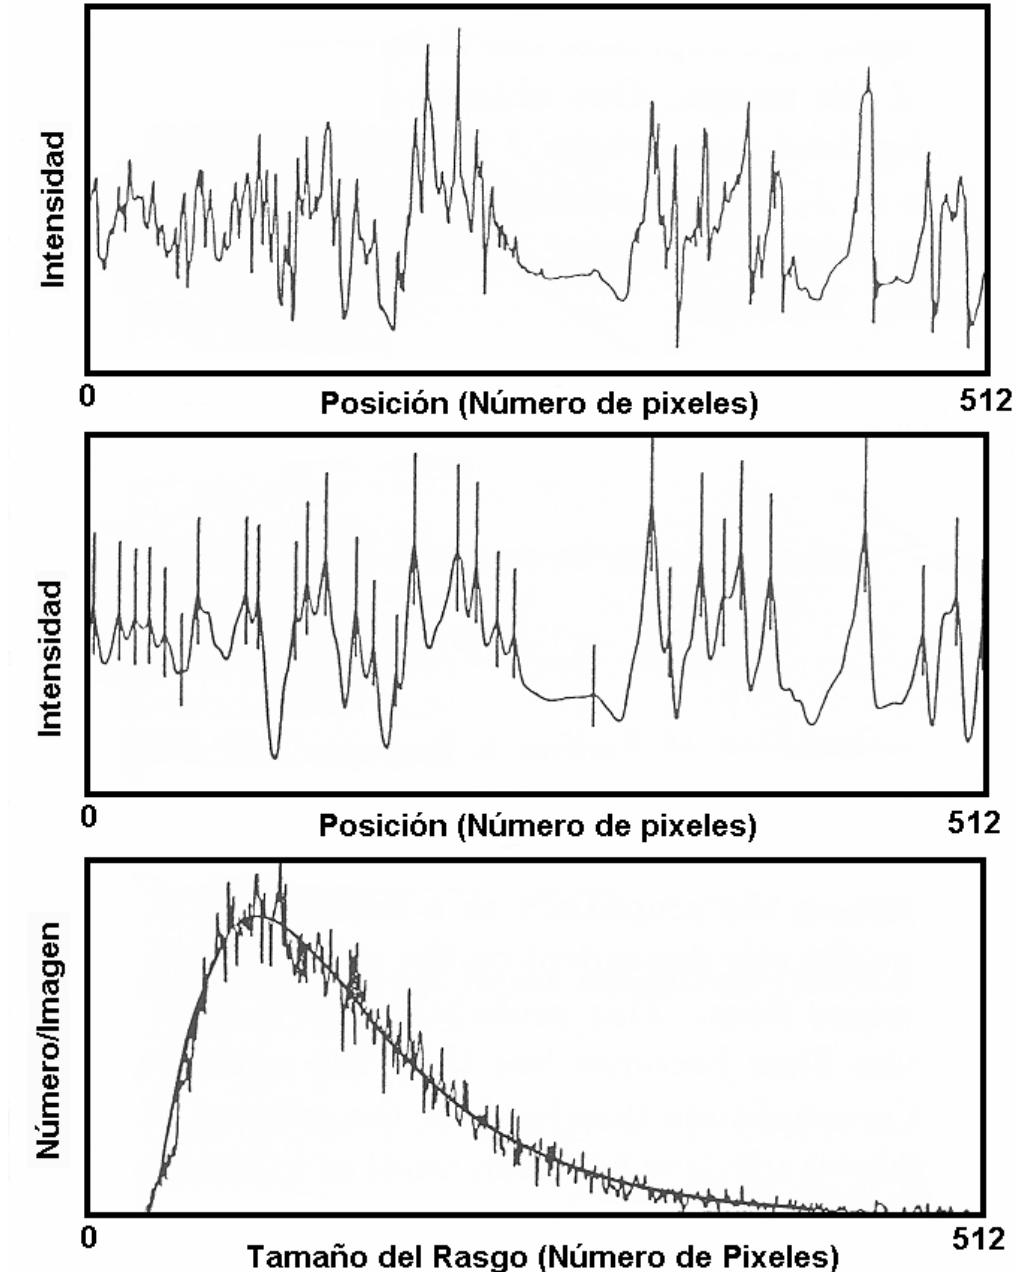 Intensidad
0
512
Posición (Número de pixeles)
Intensidad
0
512
Posición (Número de pixeles)
Número/Imagen
0
512
Tamaño del Rasgo (Número de Pixeles)